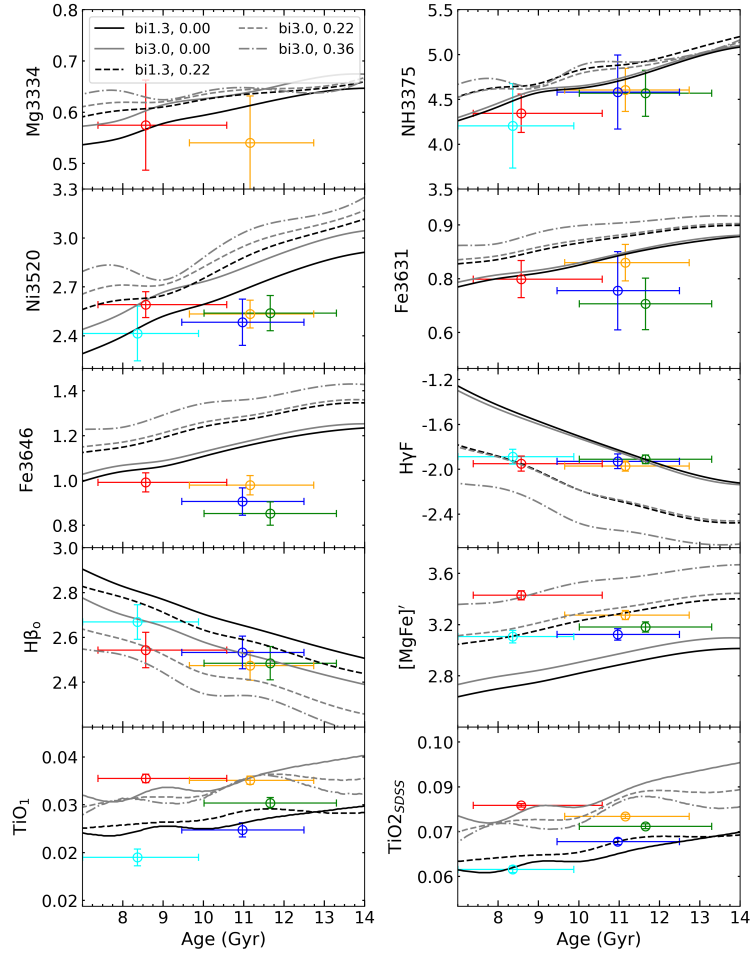 0.8
0.7
0.6
0.5
3.3
Mg3334
bi1.3, 0.00
bi3.0, 0.00
bi1.3, 0.22
bi3.0, 0.22
bi3.0, 0.36
5.5
5.0
4.5
4.0
3.5
NH3375
3.0
2.7
2.4
Ni3520
0.9
0.8
0.6
Fe3631
1.4
1.2
1.0
0.8
3.0
Fe3646
-1.2
-1.6
-2.0
-2.4
HγF
2.8
2.6
2.4
Hβo
3.6
3.2
2.8
[MgFe]′
0.04
0.03
0.02
0.02
TiO1
8 9 10 11 12 13 14
Age (Gyr)
0.10
0.09
0.07
0.06
TiO2SDSS
8 9 10 11 12 13 14
Age (Gyr)